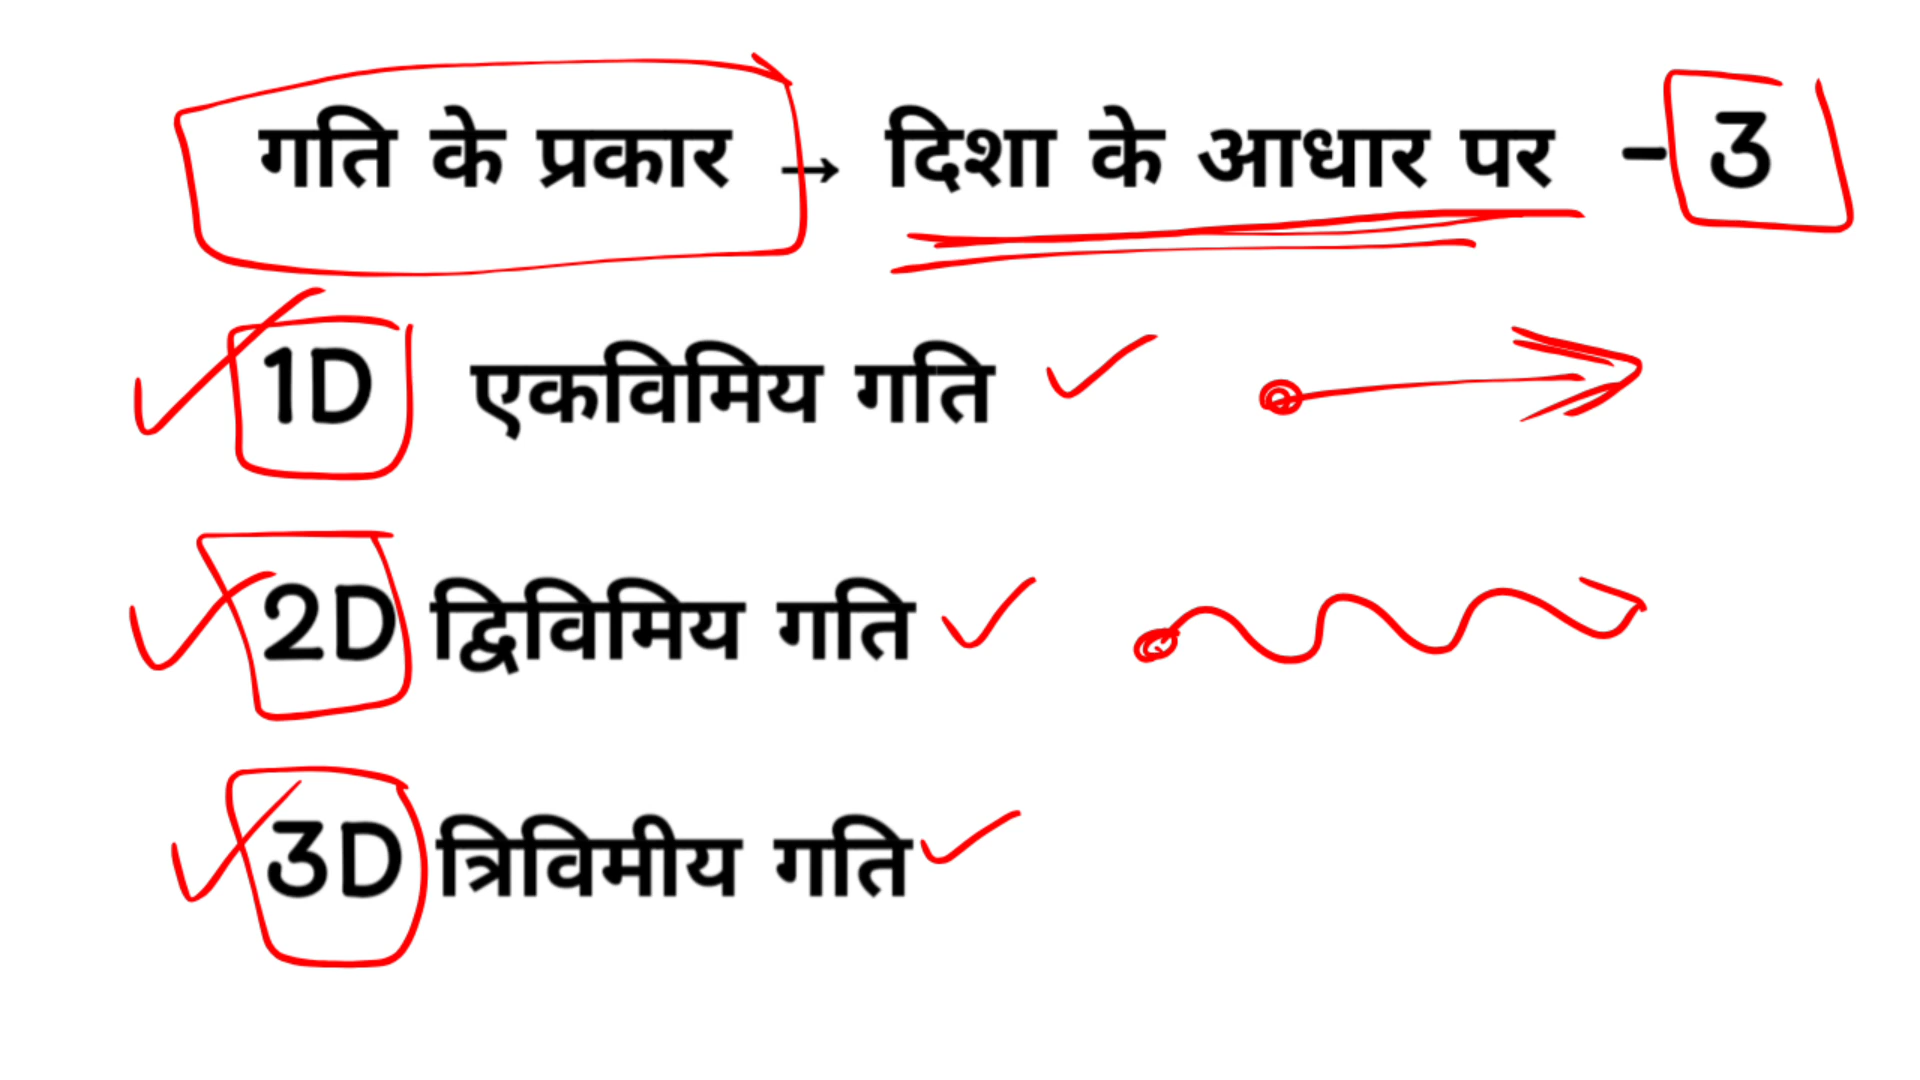 गति के प्रकार → दिशा के आधार पर - 3
1D एकविमिय गति
2D द्विविमिय गति
3D त्रिविमीय गति